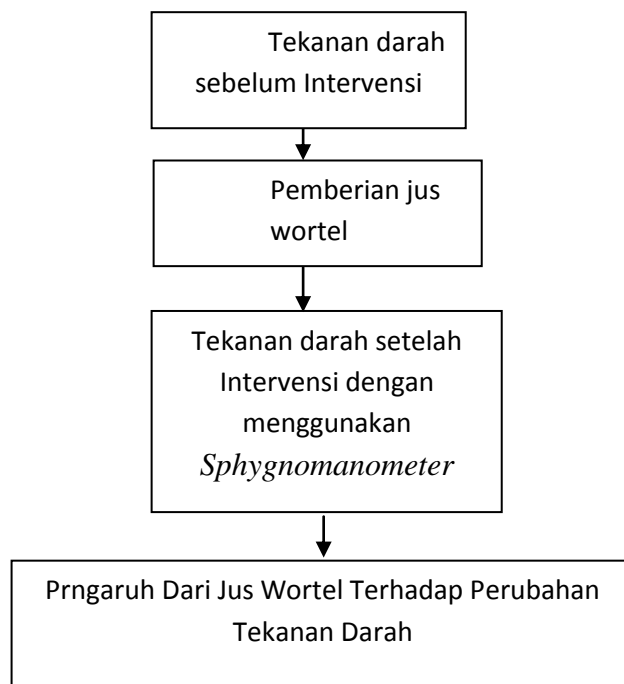 Tekanan darah
sebelum Intervensi
Pemberian jus
wortel
Tekanan darah setelah
Intervensi dengan
menggunakan
Sphygnomanometer
Prngaruh Dari Jus Wortel Terhadap Perubahan
Tekanan Darah